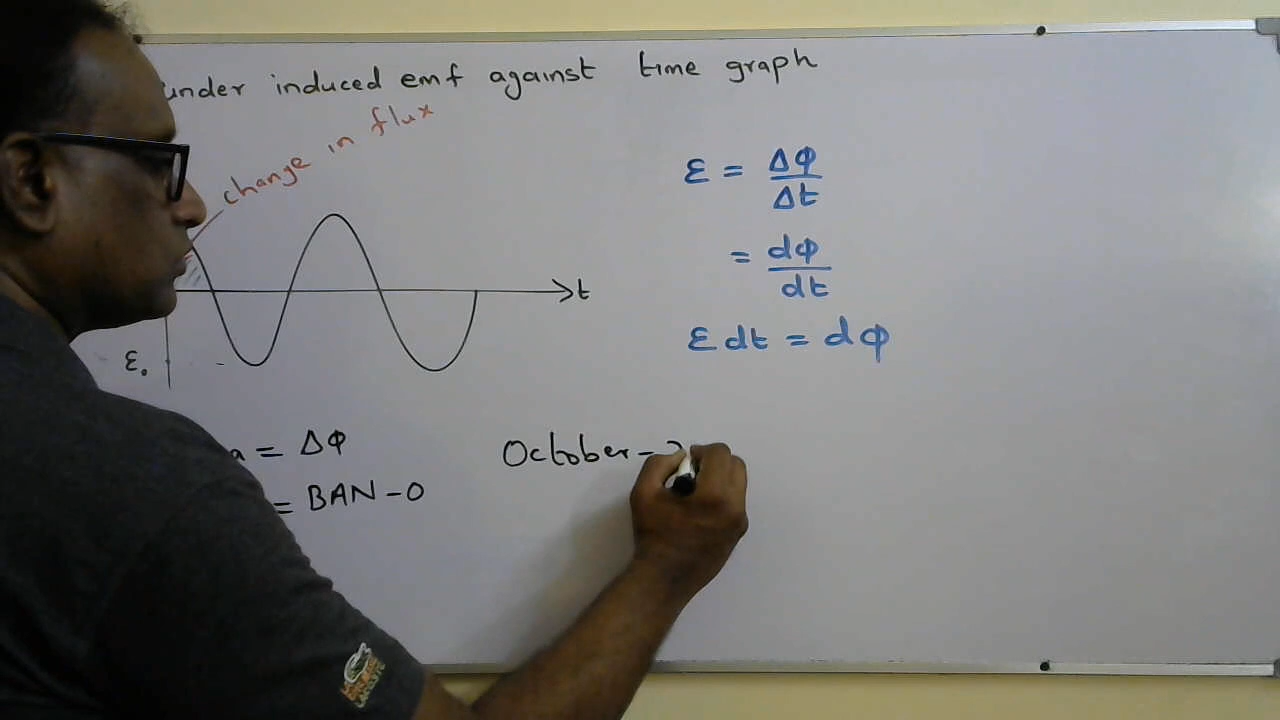 under induced emf against time graph
change in flux
ε = Δφ/Δt
= dφ/dt
t
ε dt = dφ
ε₀
a = Δφ
= BAN - 0
October -